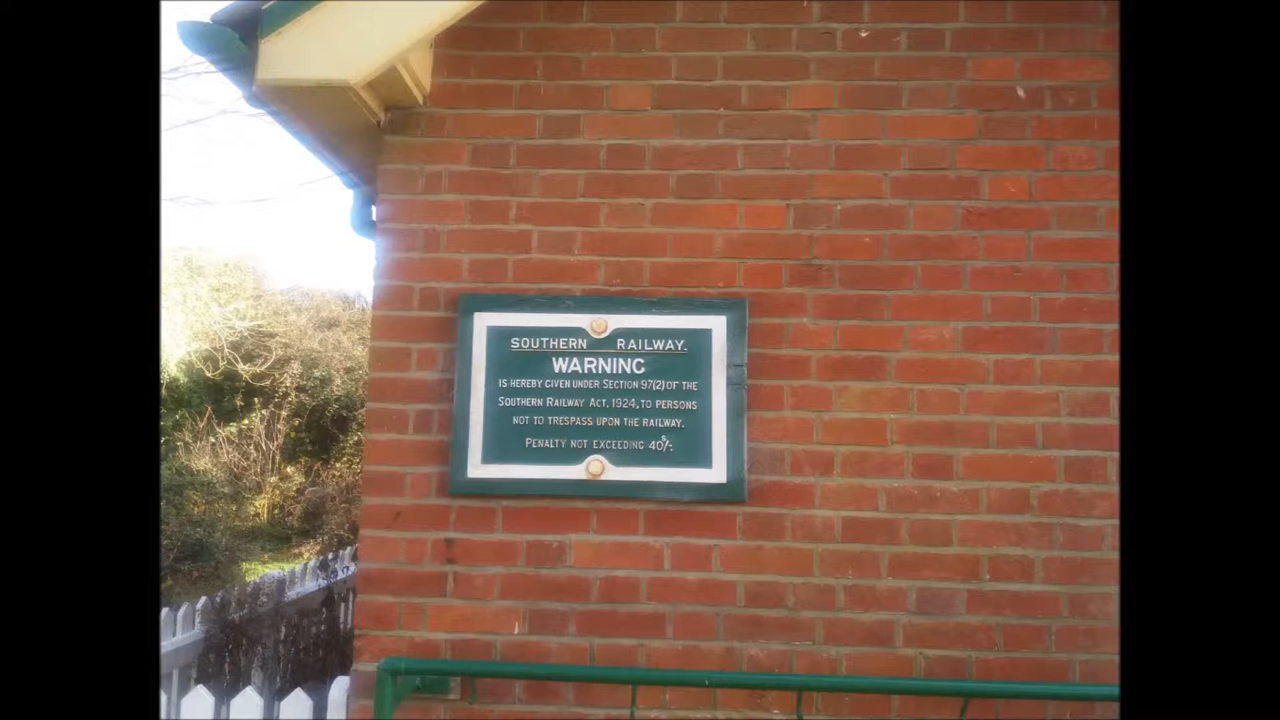 SOUTHERN RAILWAY.
WARNING
IS HEREBY GIVEN UNDER SECTION 97(2) OF THE
SOUTHERN RAILWAY ACT, 1924, TO PERSONS
NOT TO TRESPASS UPON THE RAILWAY.
PENALTY NOT EXCEEDING 40s/-.